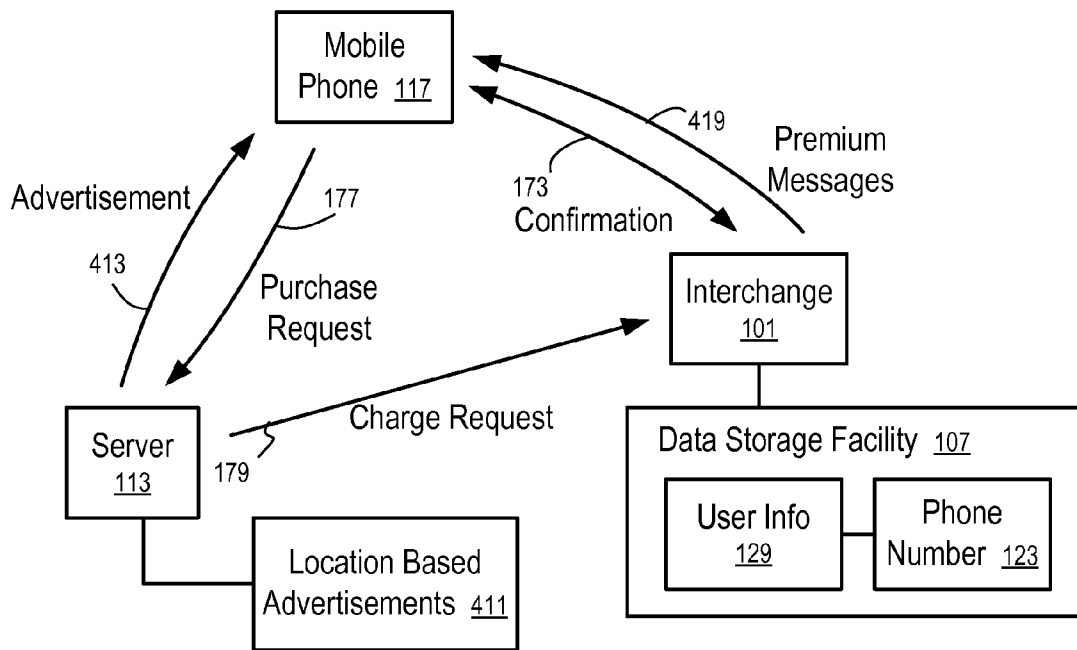 Mobile
Phone 117
419
Premium
Messages
173
Confirmation
Advertisement
177
413
Purchase
Request
Interchange
101
Charge Request
179
Server
113
Data Storage Facility 107
User Info
129
Phone
Number 123
Location Based
Advertisements 411